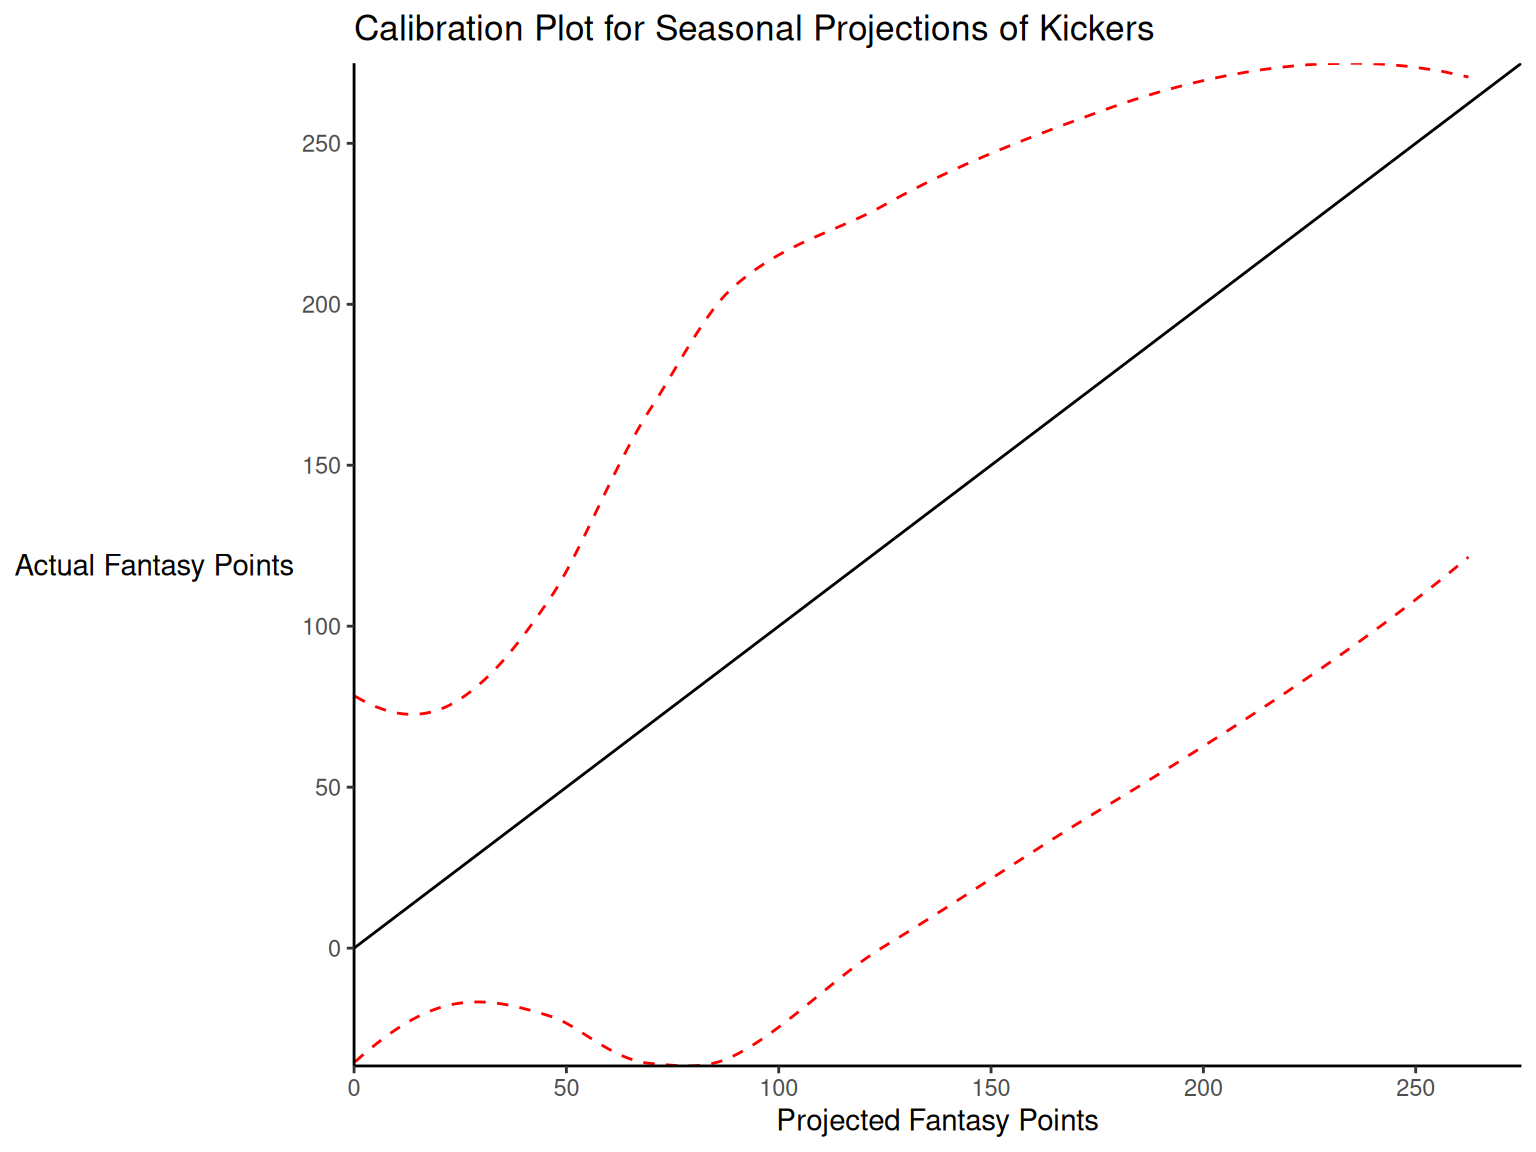 Calibration Plot for Seasonal Projections of Kickers
250
200
150
Actual Fantasy Points
100
50
0
0 50 100 150 200 250
Projected Fantasy Points